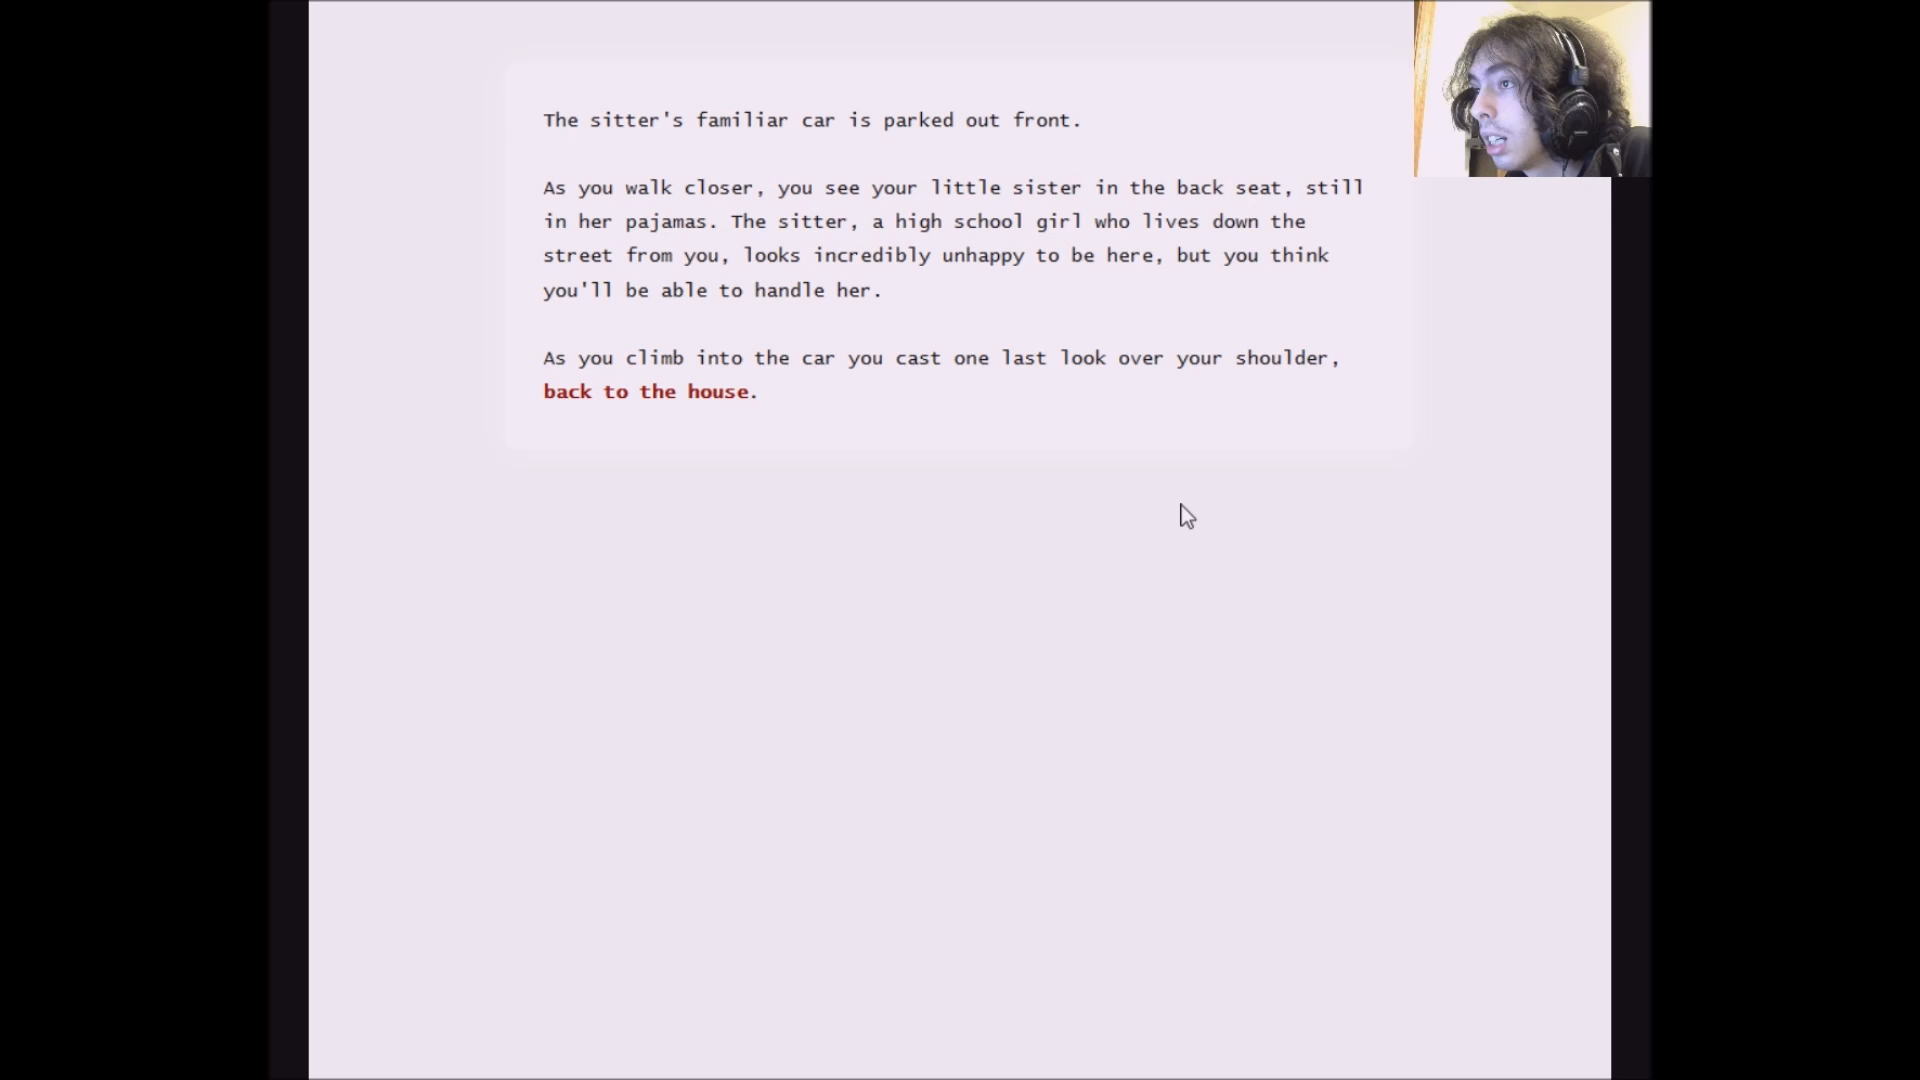 The sitter's familiar car is parked out front.
As you walk closer, you see your little sister in the back seat, still
in her pajamas. The sitter, a high school girl who lives down the
street from you, looks incredibly unhappy to be here, but you think
you'll be able to handle her.
As you climb into the car you cast one last look over your shoulder,
back to the house.